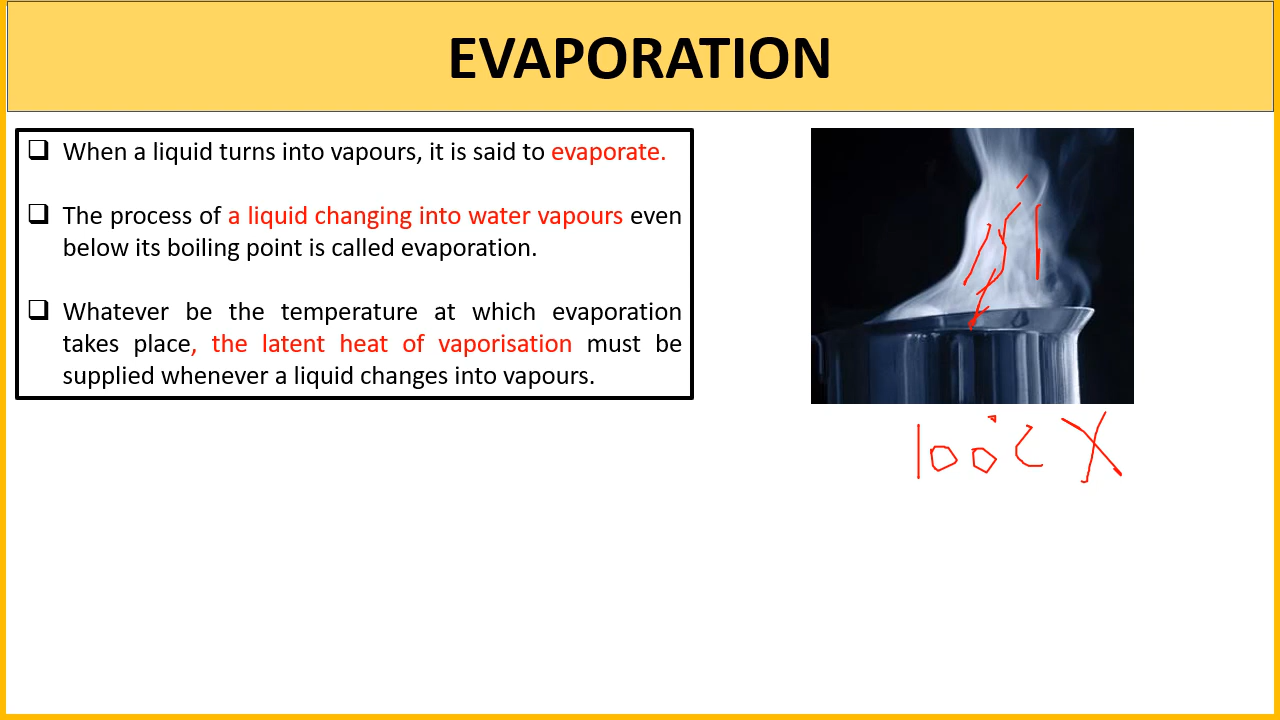 EVAPORATION
When a liquid turns into vapours, it is said to evaporate.
The process of a liquid changing into water vapours even
below its boiling point is called evaporation.
Whatever be the temperature at which evaporation
takes place, the latent heat of vaporisation must be
supplied whenever a liquid changes into vapours.
100°C X